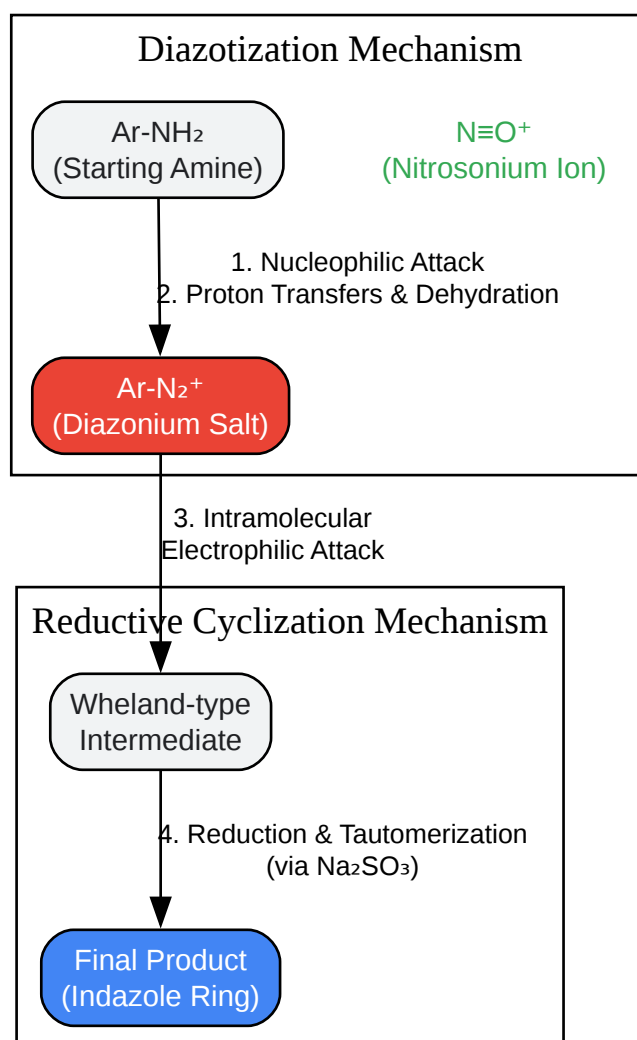 Diazotization Mechanism
Ar-NH₂
(Starting Amine)
N≡O⁺
(Nitrosonium Ion)
1. Nucleophilic Attack
2. Proton Transfers & Dehydration
Ar-N₂⁺
(Diazonium Salt)
3. Intramolecular
Electrophilic Attack
Reductive Cyclization Mechanism
Wheland-type
Intermediate
4. Reduction & Tautomerization
(via Na₂SO₃)
Final Product
(Indazole Ring)